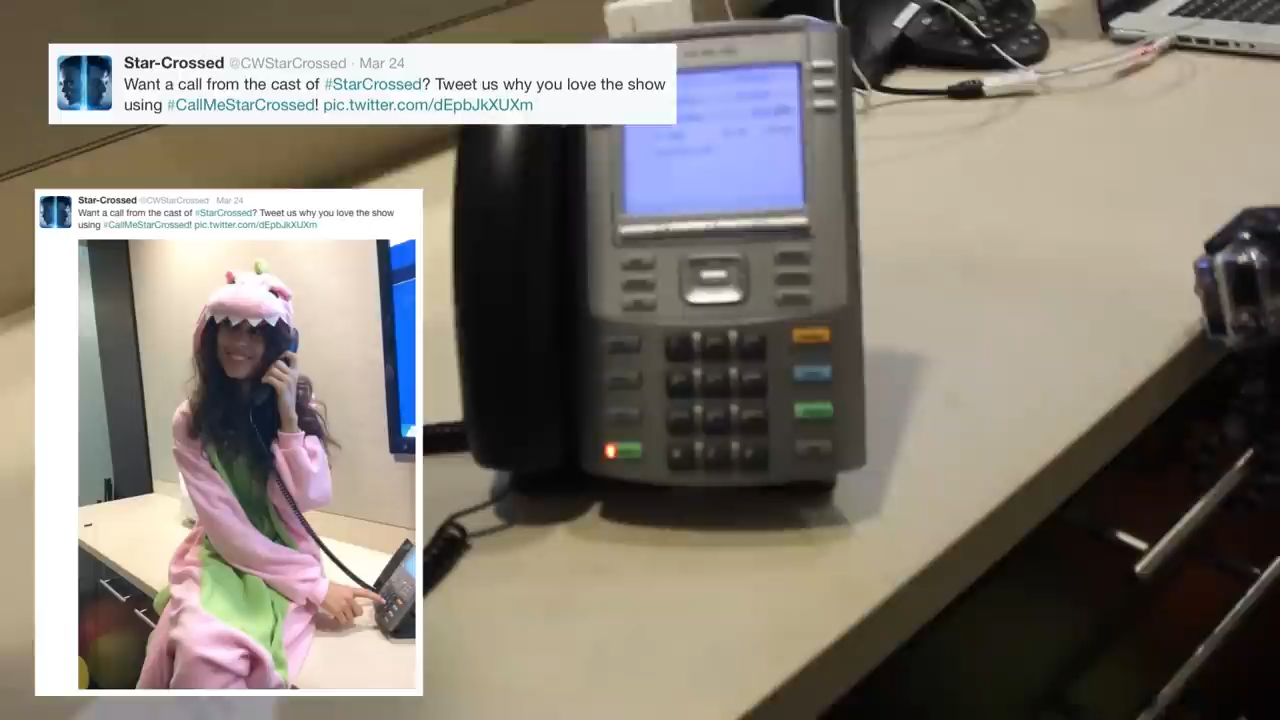 Star-Crossed @CWStarCrossed · Mar 24
Want a call from the cast of #StarCrossed? Tweet us why you love the show
using #CallMeStarCrossed! pic.twitter.com/dEpbJkXUXm
Star-Crossed @CWStarCrossed · Mar 24
Want a call from the cast of #StarCrossed? Tweet us why you love the show
using #CallMeStarCrossed! pic.twitter.com/dEpbJkXUXm